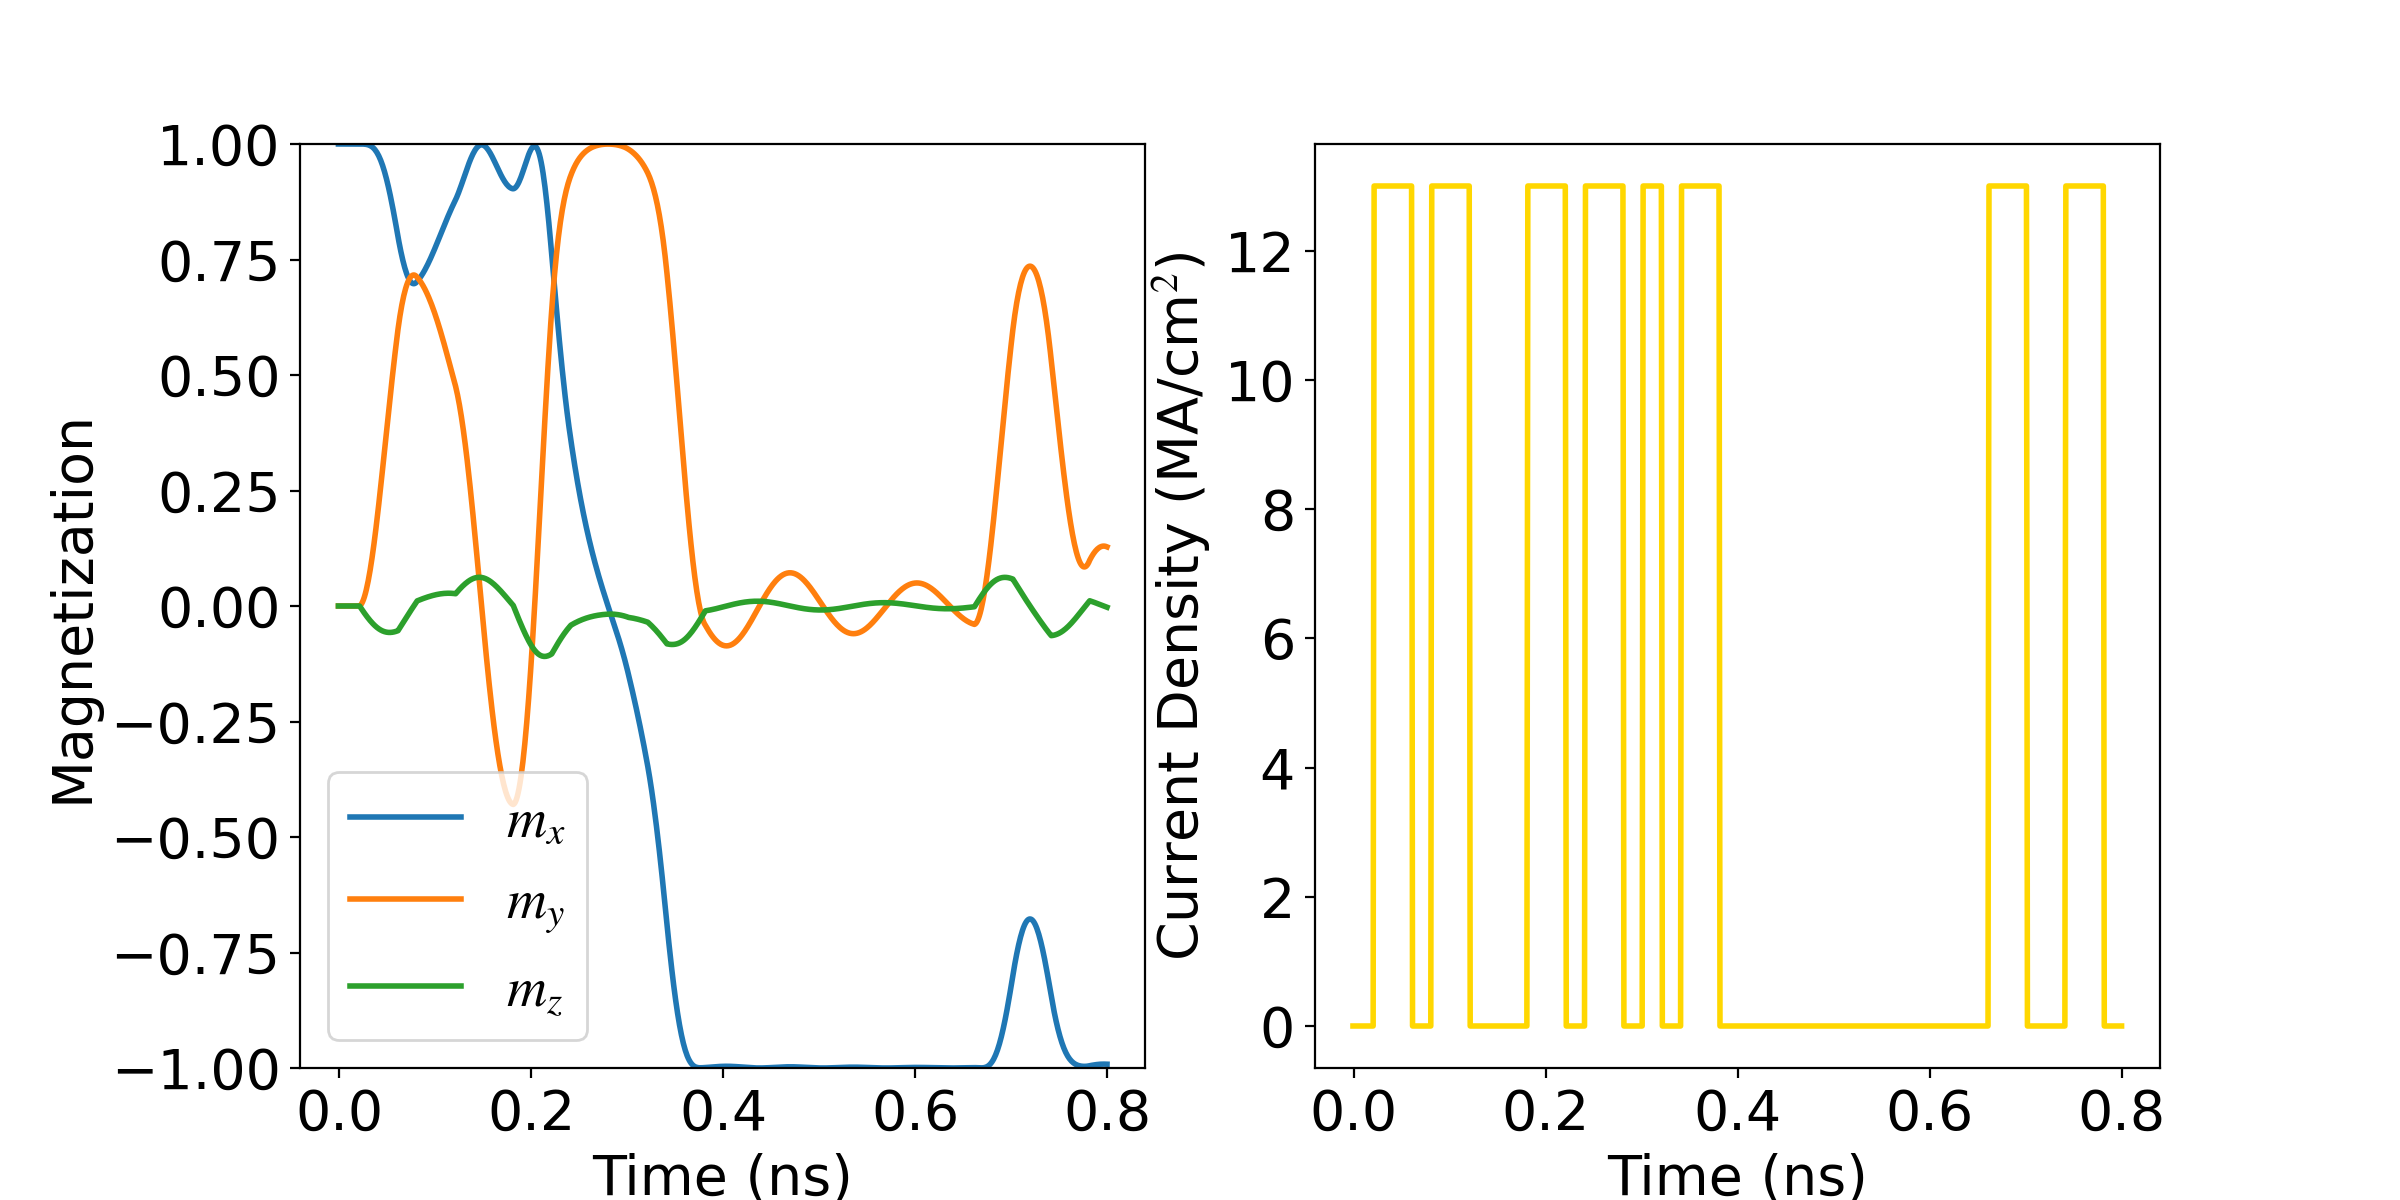 Magnetization
1.00
0.75
0.50
0.25
0.00
−0.25
−0.50
−0.75
−1.00
m_x
m_y
m_z
0.0 0.2 0.4 0.6 0.8
Time (ns)
Current Density (MA/cm²)
12
10
8
6
4
2
0
0.0 0.2 0.4 0.6 0.8
Time (ns)